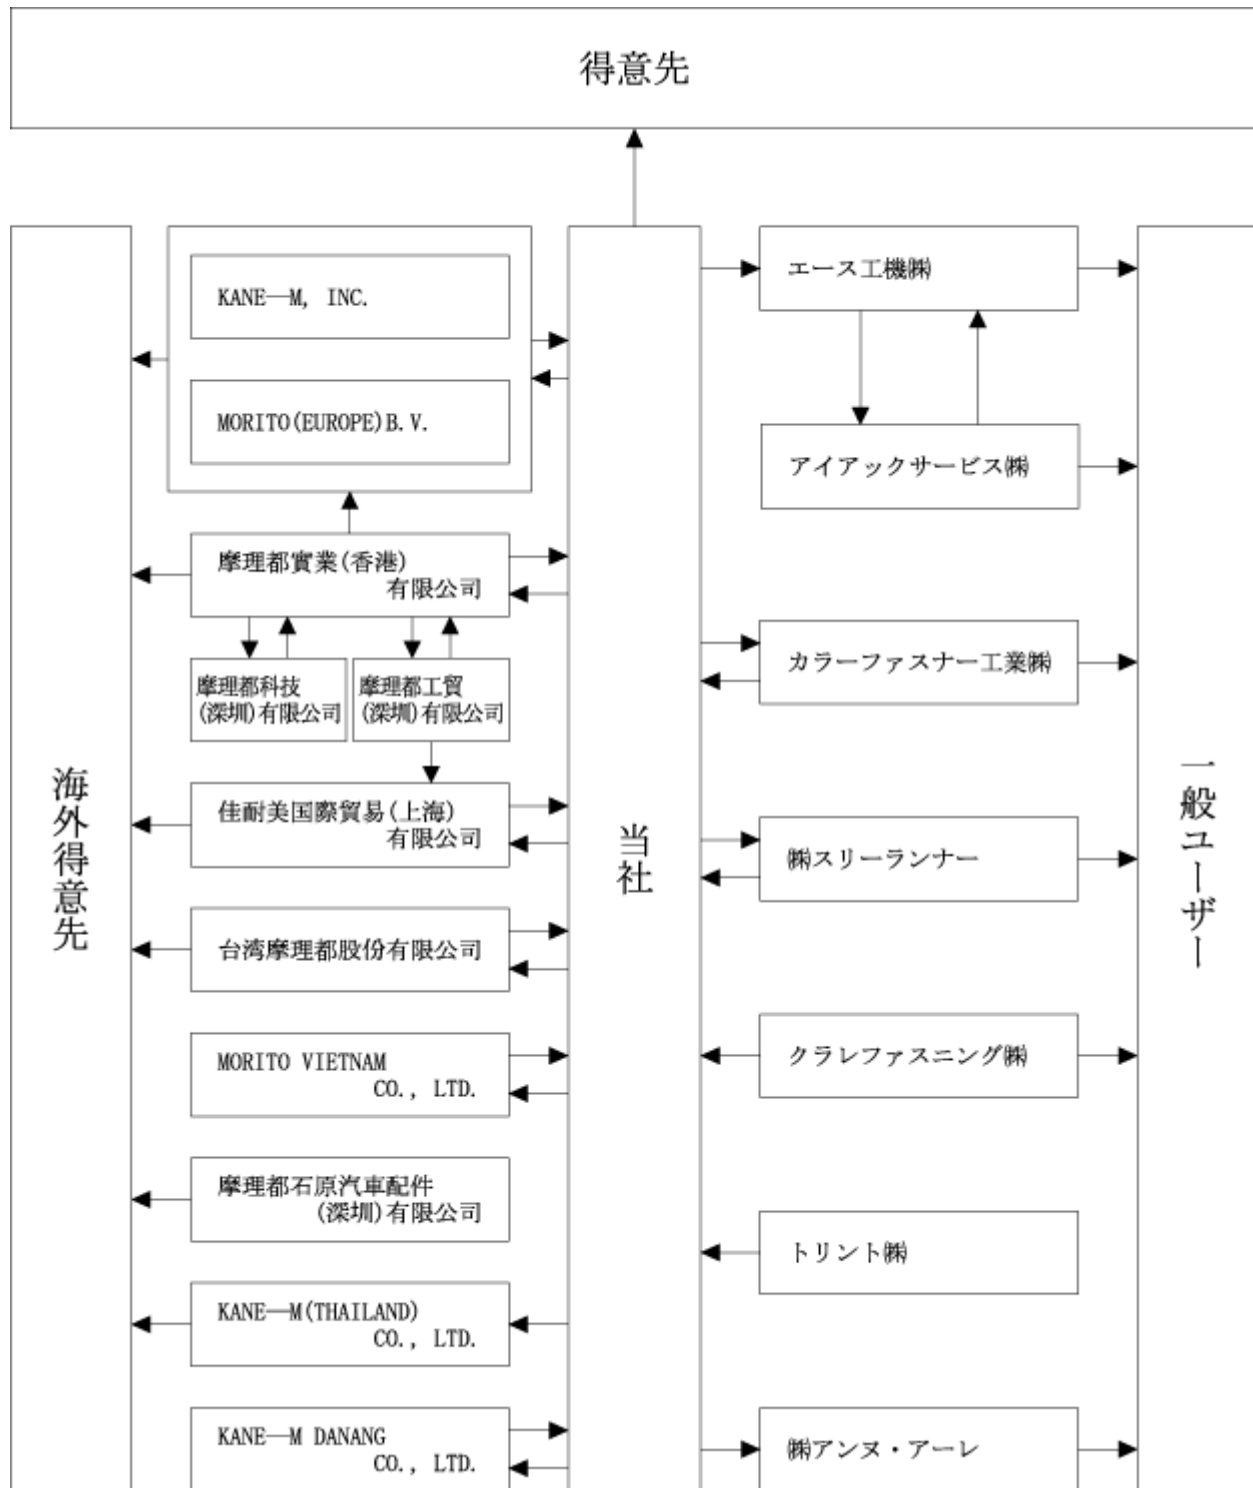 得意先
海外得意先
KANE―M, INC.
MORITO(EUROPE)B.V.
摩理都實業(香港)
有限公司
摩理都科技
(深圳)有限公司
摩理都工貿
(深圳)有限公司
佳耐美国際貿易(上海)
有限公司
台湾摩理都股份有限公司
MORITO VIETNAM
CO., LTD.
摩理都石原汽車配件
(深圳)有限公司
KANE―M(THAILAND)
CO., LTD.
KANE―M DANANG
CO., LTD.
当社
エース工機㈱
アイアックサービス㈱
カラーファスナー工業㈱
㈱スリーランナー
クラレファスニング㈱
トリント㈱
㈱アンヌ・アーレ
一般ユーザー